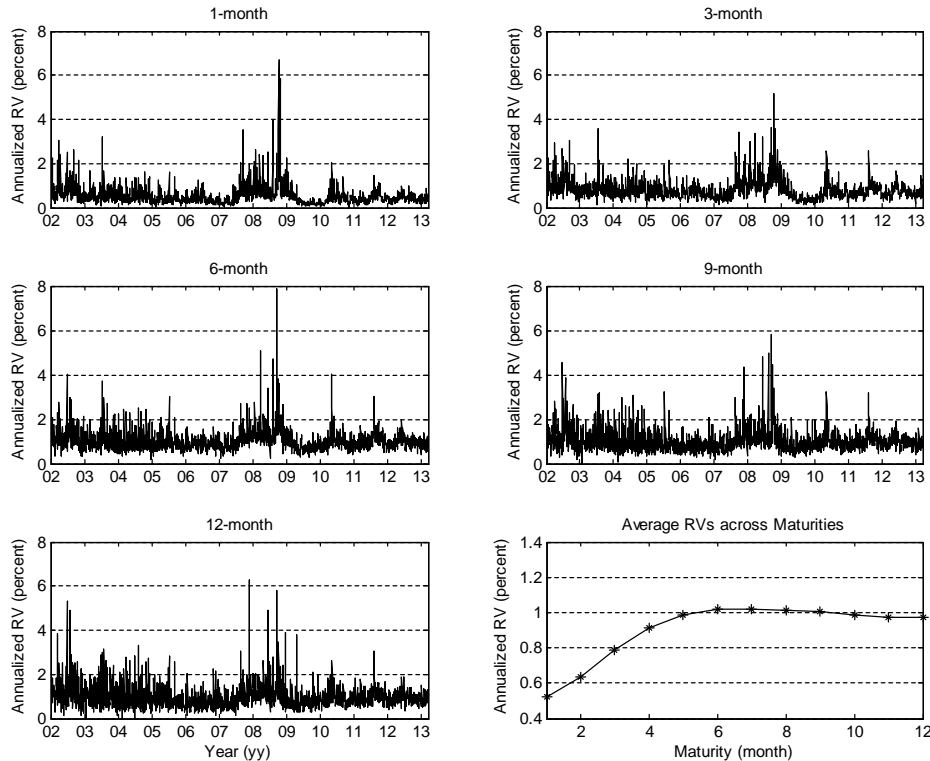 1-month
Annualized RV (percent)
8
6
4
2
0
02 03 04 05 06 07 08 09 10 11 12 13
3-month
Annualized RV (percent)
8
6
4
2
0
02 03 04 05 06 07 08 09 10 11 12 13
6-month
Annualized RV (percent)
8
6
4
2
0
02 03 04 05 06 07 08 09 10 11 12 13
9-month
Annualized RV (percent)
8
6
4
2
0
02 03 04 05 06 07 08 09 10 11 12 13
12-month
Annualized RV (percent)
8
6
4
2
0
02 03 04 05 06 07 08 09 10 11 12 13
Year (yy)
Average RVs across Maturities
Annualized RV (percent)
1.4
1.2
1
0.8
0.6
0.4
2 4 6 8 10 12
Maturity (month)